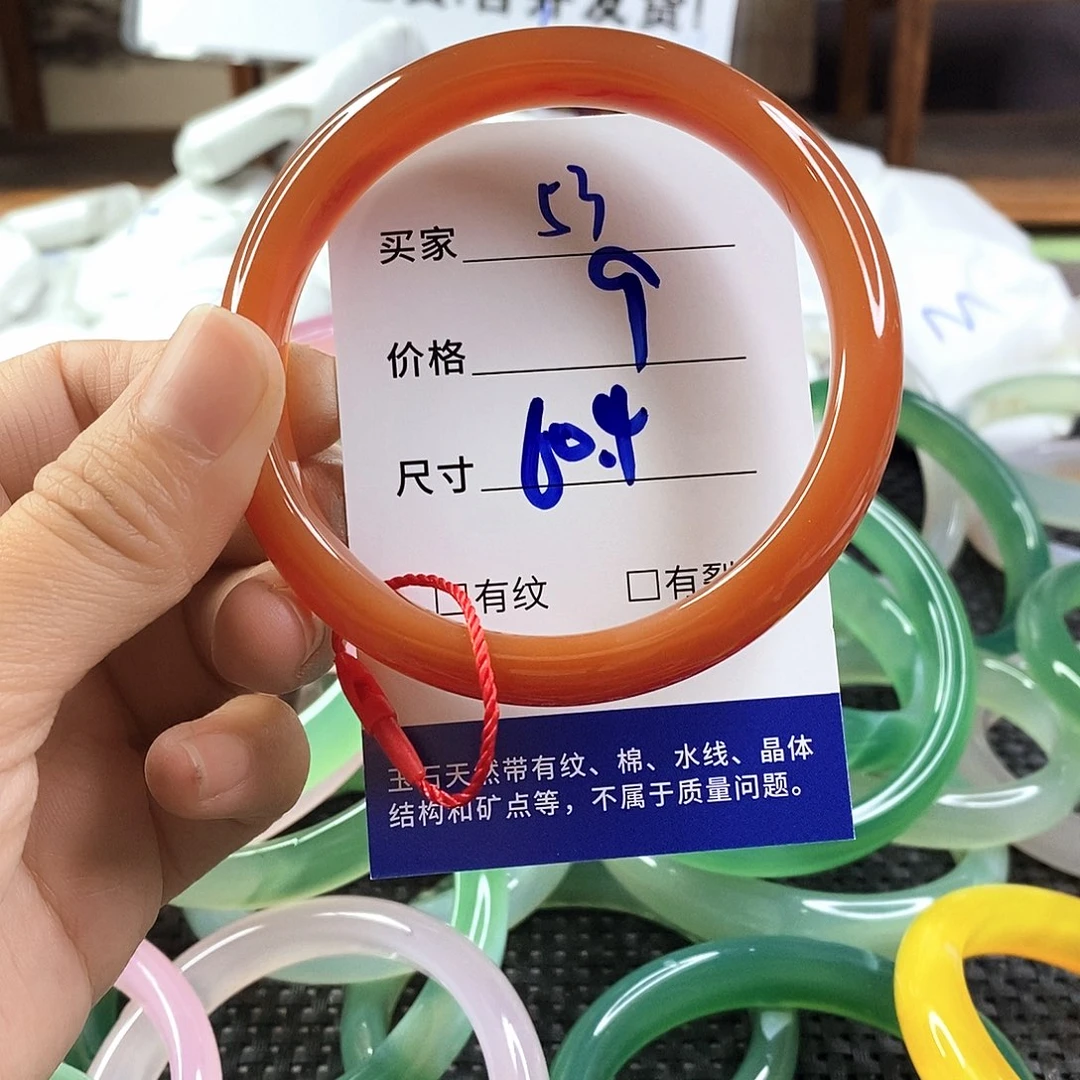 发货!
买家 53
价格 9
尺寸 60.4
□有纹 □有裂
玉石天然带有纹、棉、水线、晶体
结构和矿点等，不属于质量问题。
M